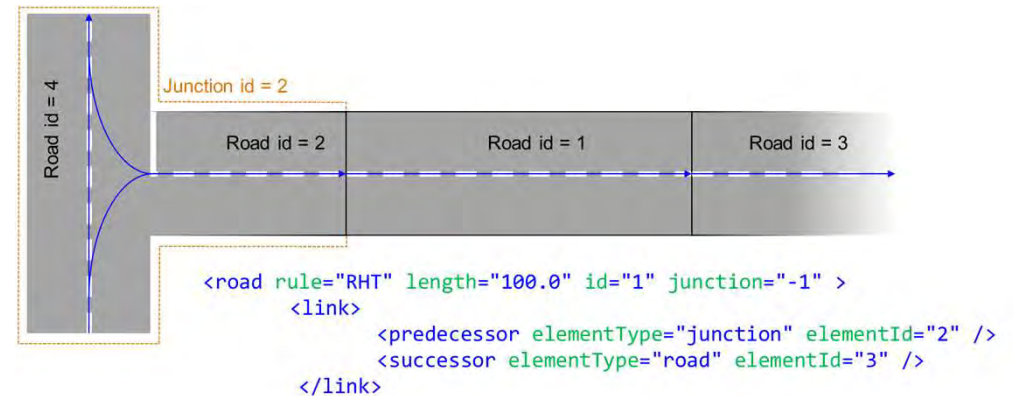 Road id = 4
Junction id = 2
Road id = 2
Road id = 1
Road id = 3
<road rule="RHT" length="100.0" id="1" junction="-1" >
<link>
<predecessor elementType="junction" elementId="2" />
<successor elementType="road" elementId="3" />
</link>